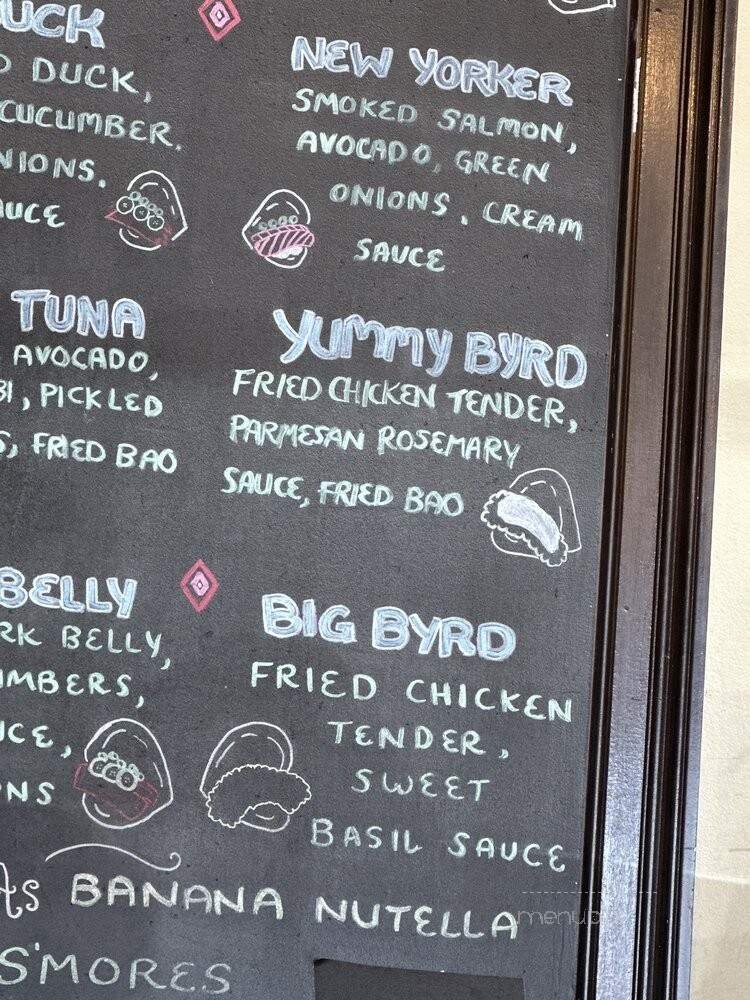 UCK
DUCK,
CUCUMBER.
NIONS.
AUCE
NEW YORKER
SMOKED SALMON,
AVOCADO, GREEN
ONIONS, CREAM
SAUCE
TUNA
AVOCADO,
BI, PICKLED
S, FRIED BAO
YUMMY BYRD
FRIED CHICKEN TENDER,
PARMESAN ROSEMARY
SAUCE, FRIED BAO
BELLY
RK BELLY,
UMBERS,
UCE,
ONS
BIG BYRD
FRIED CHICKEN
TENDER,
SWEET
BASIL SAUCE
As BANANA NUTELLA
S'MORES